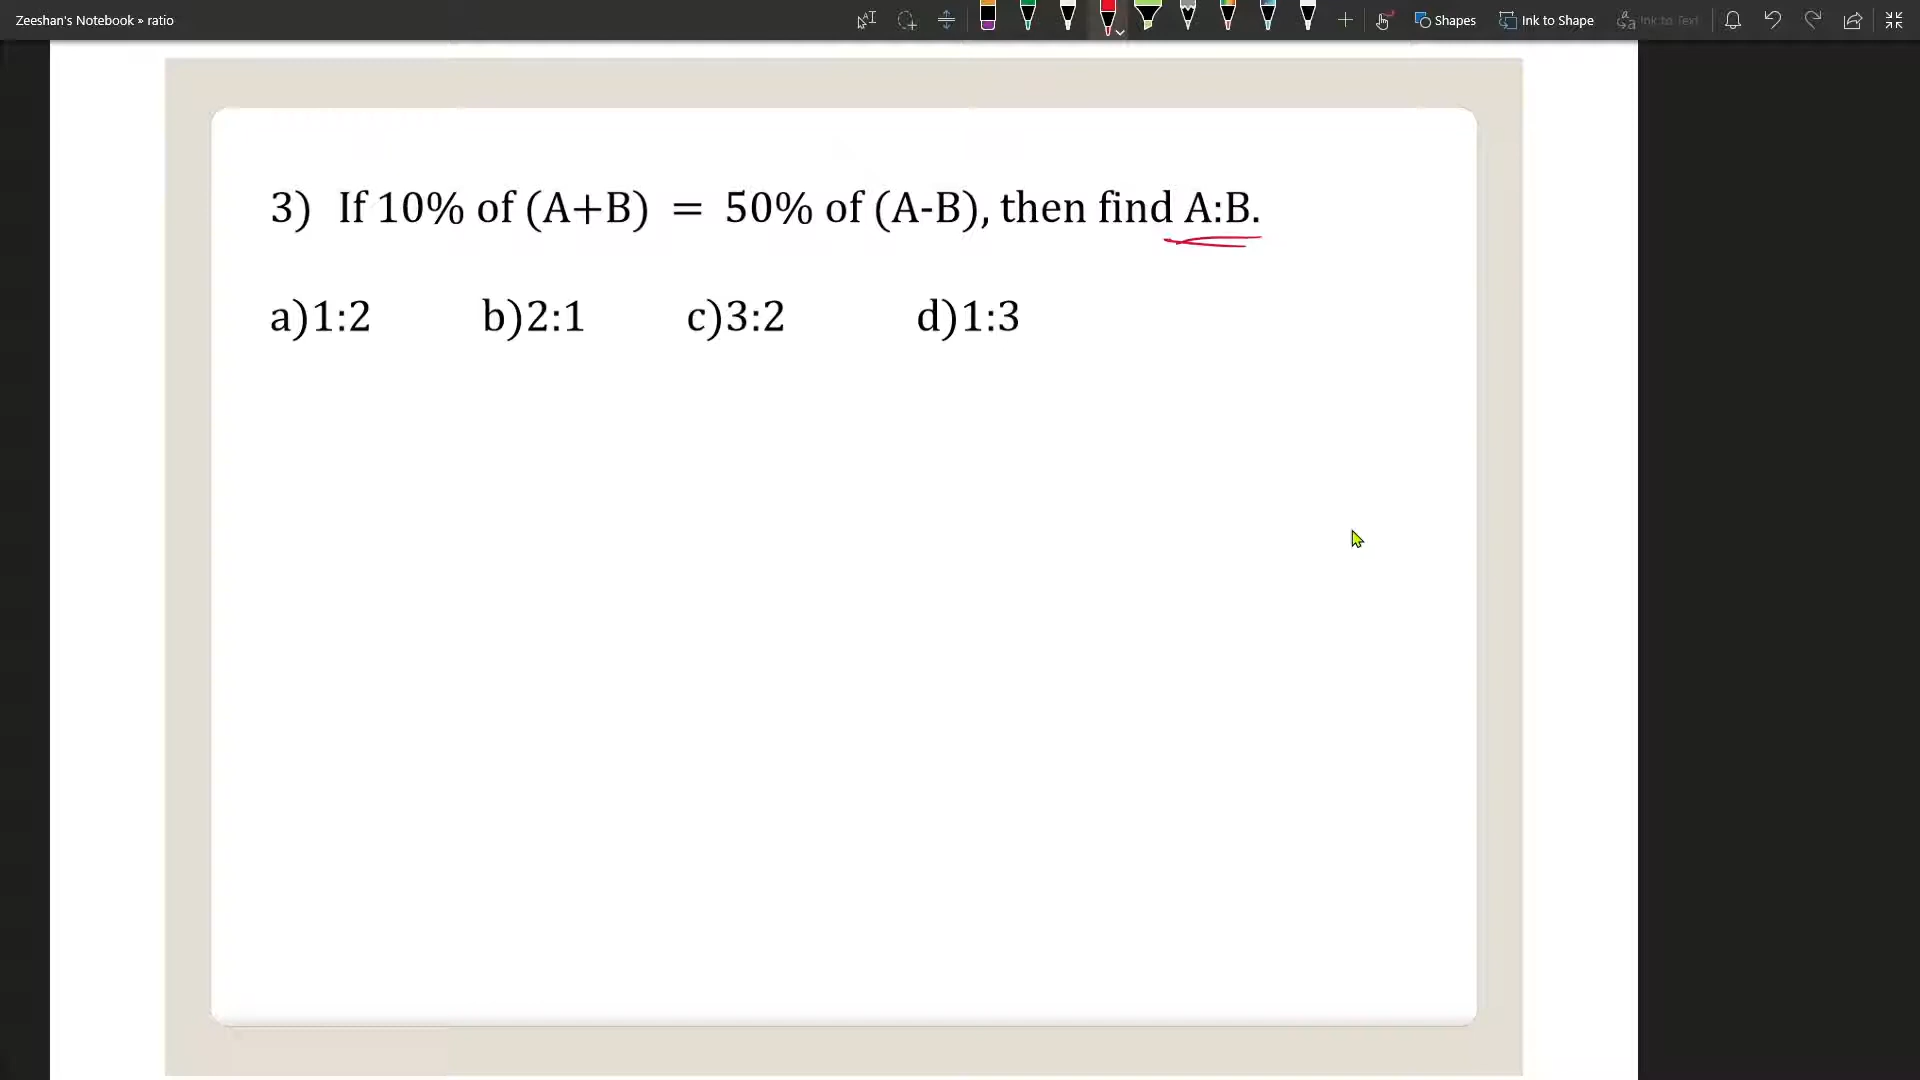 Zeeshan's Notebook » ratio
Shapes
Ink to Shape
Ink to Text
3) If 10% of (A+B) = 50% of (A-B), then find A:B.
a)1:2 b)2:1 c)3:2 d)1:3